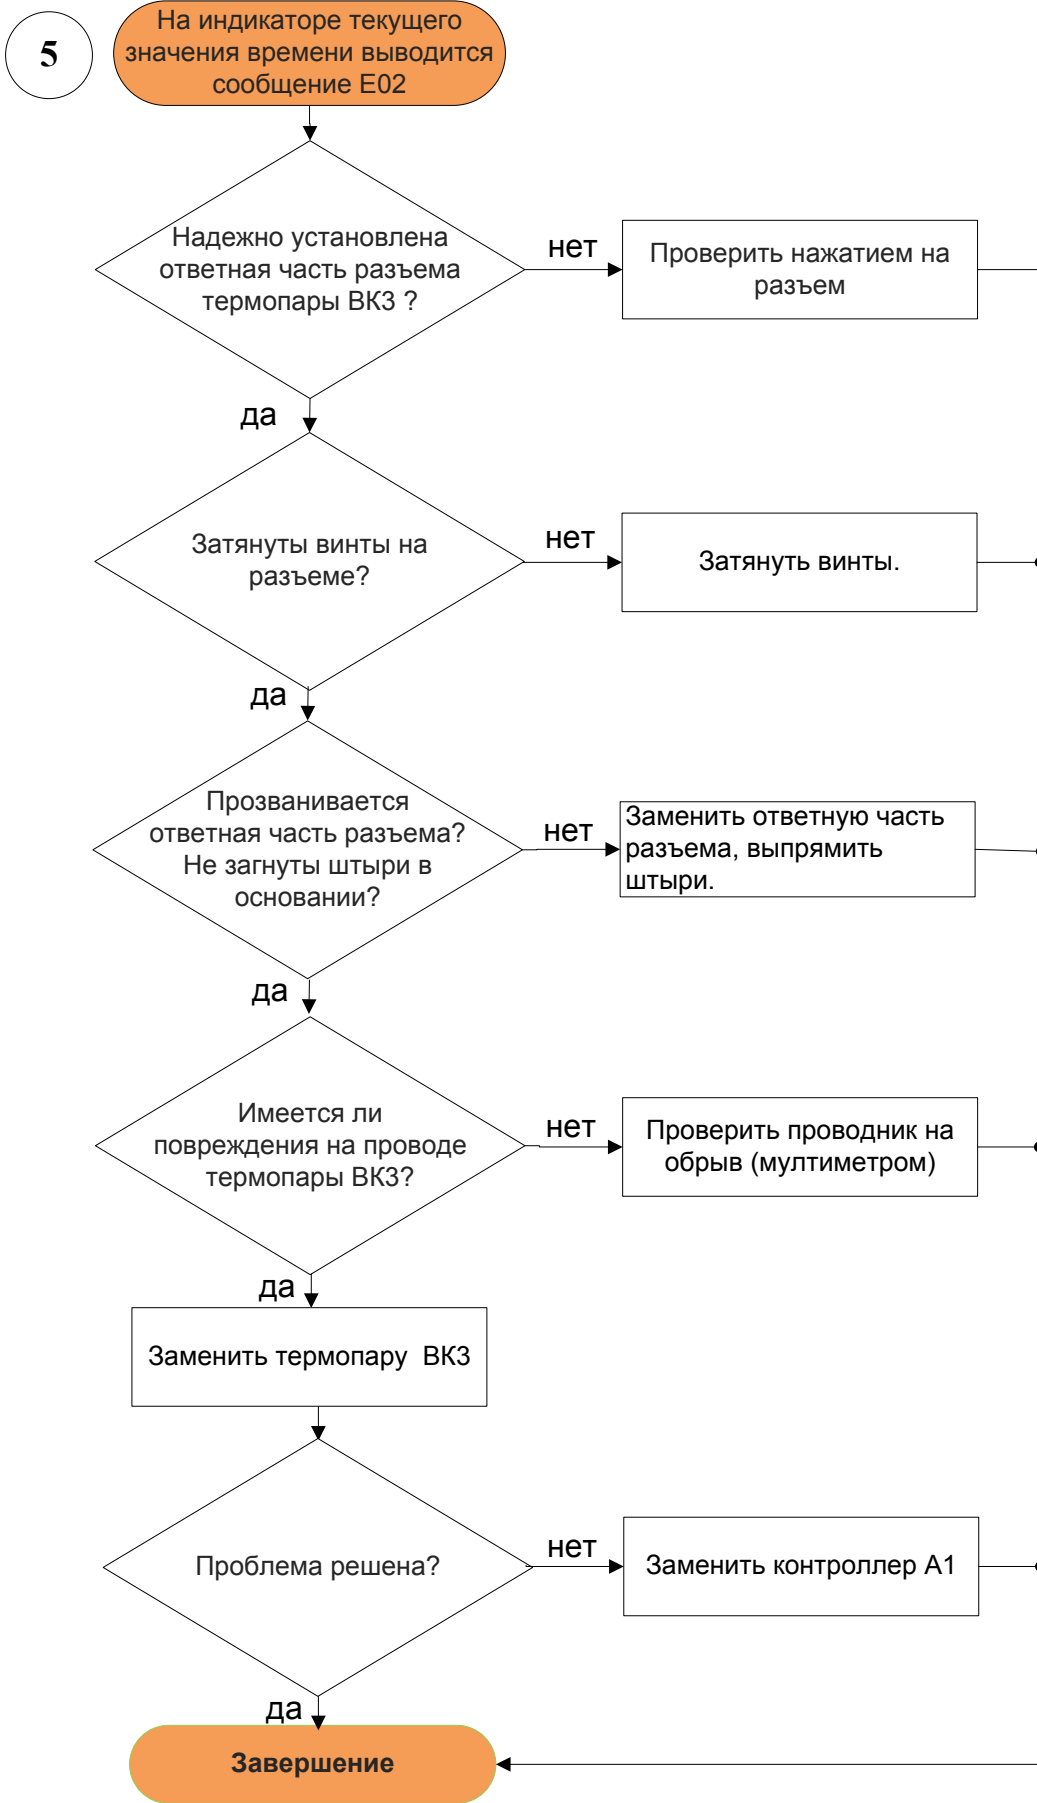 5
На индикаторе текущего
значения времени выводится
сообщение E02
Надежно установлена
ответная часть разъема
термопары ВК3 ?
нет
Проверить нажатием на
разъем
да
Затянуты винты на
разъеме?
нет
Затянуть винты.
да
Прозванивается
ответная часть разъема?
Не загнуты штыри в
основании?
нет
Заменить ответную часть
разъема, выпрямить
штыри.
да
Имеется ли
повреждения на проводе
термопары ВК3?
нет
Проверить проводник на
обрыв (мултиметром)
да
Заменить термопару  ВК3
Проблема решена?
нет
Заменить контроллер А1
да
Завершение